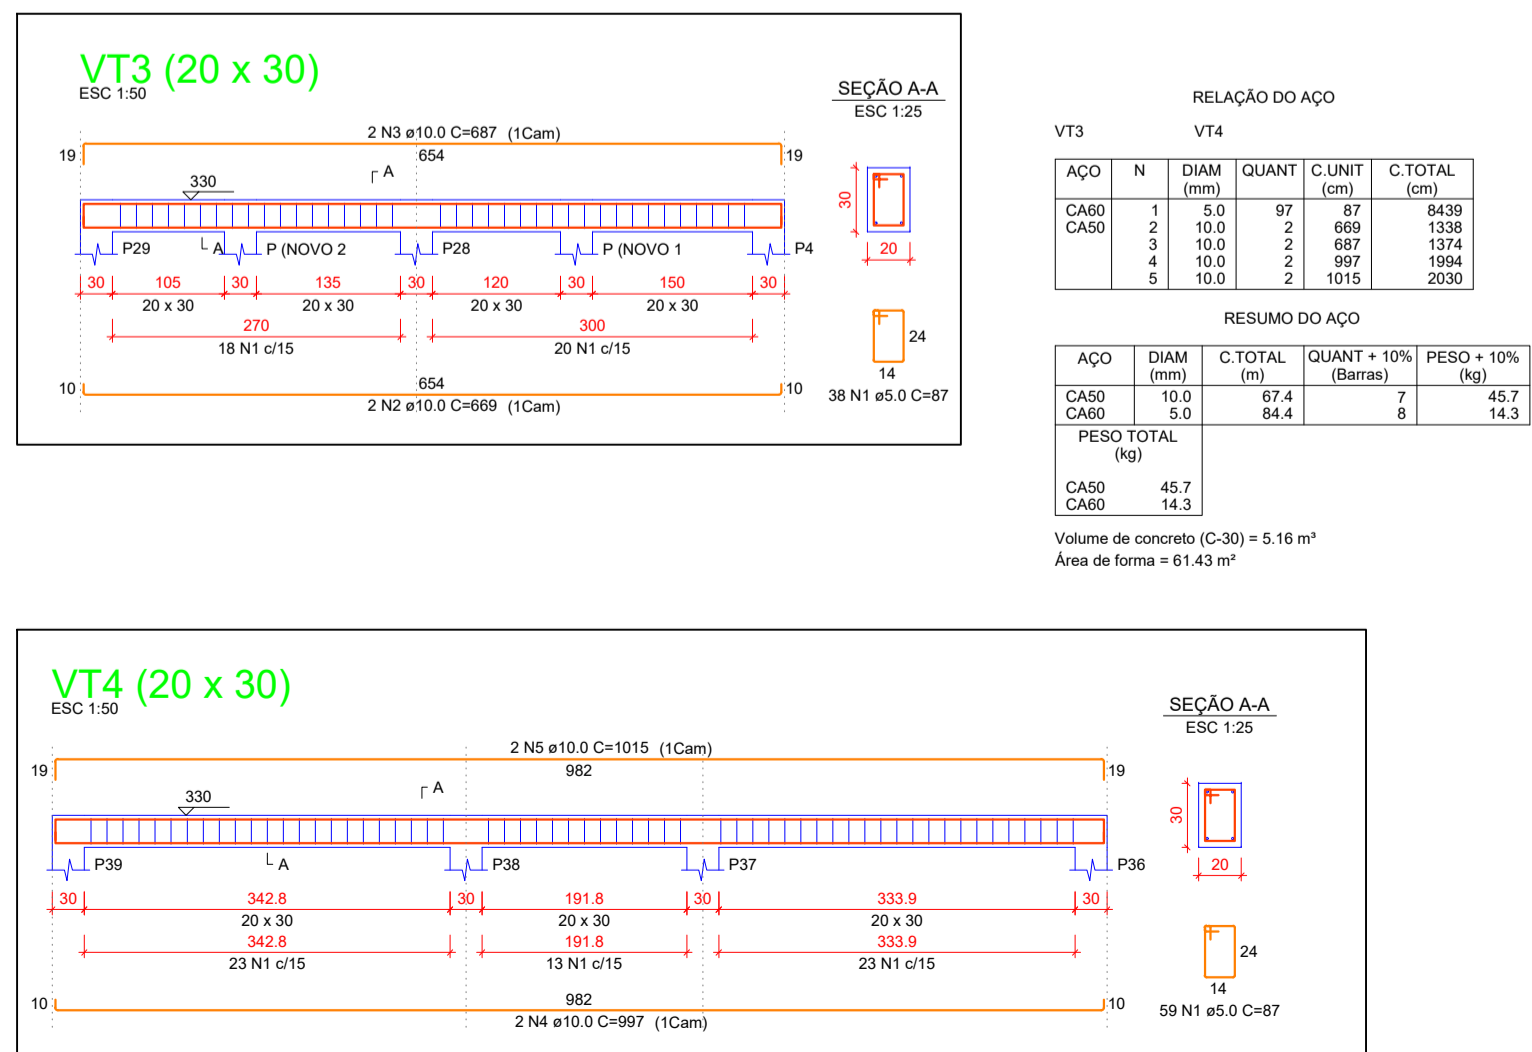 VT3 (20 x 30)
ESC 1:50
SEÇÃO A-A
ESC 1:25
2 N3 ø10.0 C=687 (1Cam)
19 654 19
A
330
30
P29 A P (NOVO 2 P28 P (NOVO 1 P4
20
30 105 30 135 30 120 30 150 30
20 x 30 20 x 30 20 x 30 20 x 30
270 300
18 N1 c/15 20 N1 c/15
24
14
10 654 10
38 N1 ø5.0 C=87
2 N2 ø10.0 C=669 (1Cam)
RELAÇÃO DO AÇO
VT3 VT4
AÇO N DIAM QUANT C.UNIT C.TOTAL
(mm) (cm) (cm)
CA60 1 5.0 97 87 8439
CA50 2 10.0 2 669 1338
3 10.0 2 687 1374
4 10.0 2 997 1994
5 10.0 2 1015 2030
RESUMO DO AÇO
AÇO DIAM C.TOTAL QUANT + 10% PESO + 10%
(mm) (m) (Barras) (kg)
CA50 10.0 67.4 7 45.7
CA60 5.0 84.4 8 14.3
PESO TOTAL
(kg)
CA50 45.7
CA60 14.3
Volume de concreto (C-30) = 5.16 m³
Área de forma = 61.43 m²
VT4 (20 x 30)
ESC 1:50
SEÇÃO A-A
ESC 1:25
2 N5 ø10.0 C=1015 (1Cam)
19 982 19
A
330
30
P39 A P38 P37 P36
20
30 342.8 30 191.8 30 333.9 30
20 x 30 20 x 30 20 x 30
342.8 191.8 333.9
23 N1 c/15 13 N1 c/15 23 N1 c/15
24
14
10 982 10
59 N1 ø5.0 C=87
2 N4 ø10.0 C=997 (1Cam)